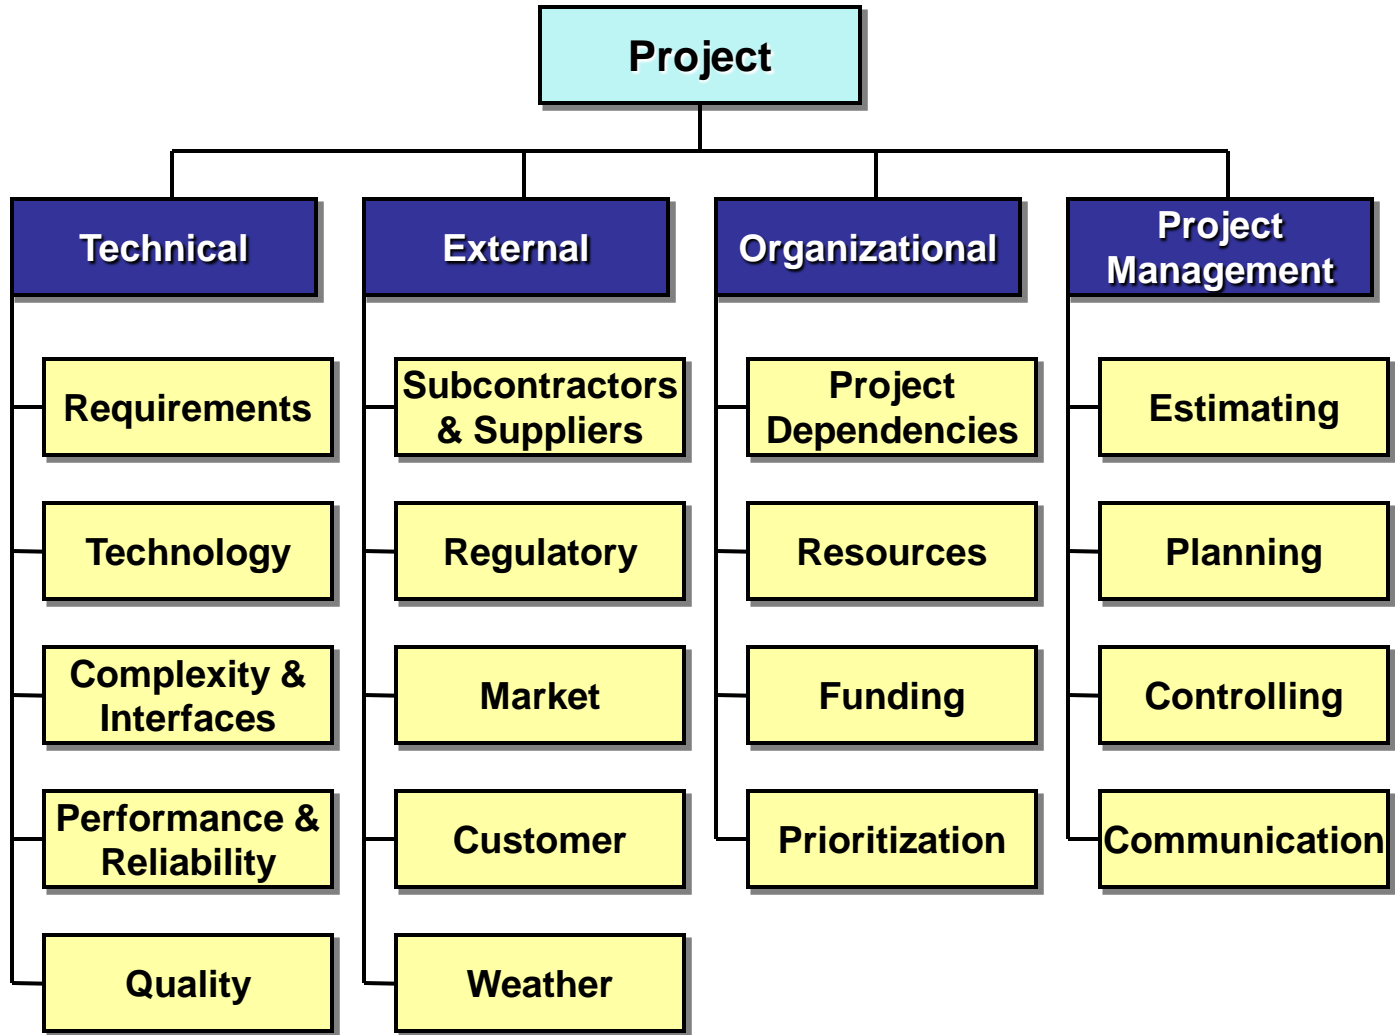 Project
Technical
External
Organizational
Project
Management
Requirements
Technology
Complexity &
Interfaces
Performance &
Reliability
Quality
Subcontractors
& Suppliers
Regulatory
Market
Customer
Weather
Project
Dependencies
Resources
Funding
Prioritization
Estimating
Planning
Controlling
Communication